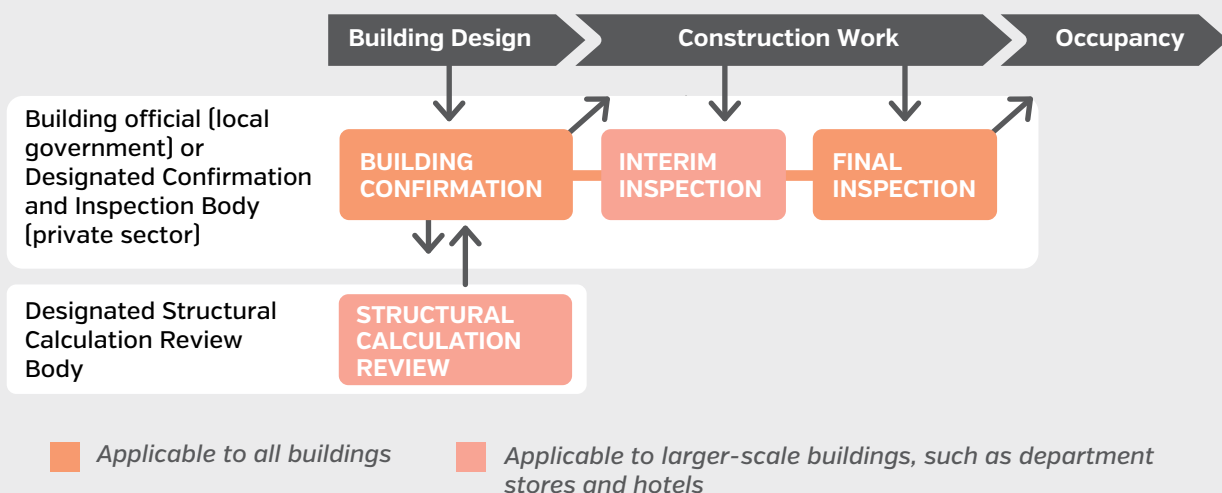 Building Design
Construction Work
Occupancy
Building official (local
government) or
Designated Confirmation
and Inspection Body
(private sector)
BUILDING
CONFIRMATION
INTERIM
INSPECTION
FINAL
INSPECTION
Designated Structural
Calculation Review
Body
STRUCTURAL
CALCULATION
REVIEW
Applicable to all buildings
Applicable to larger-scale buildings, such as department
stores and hotels